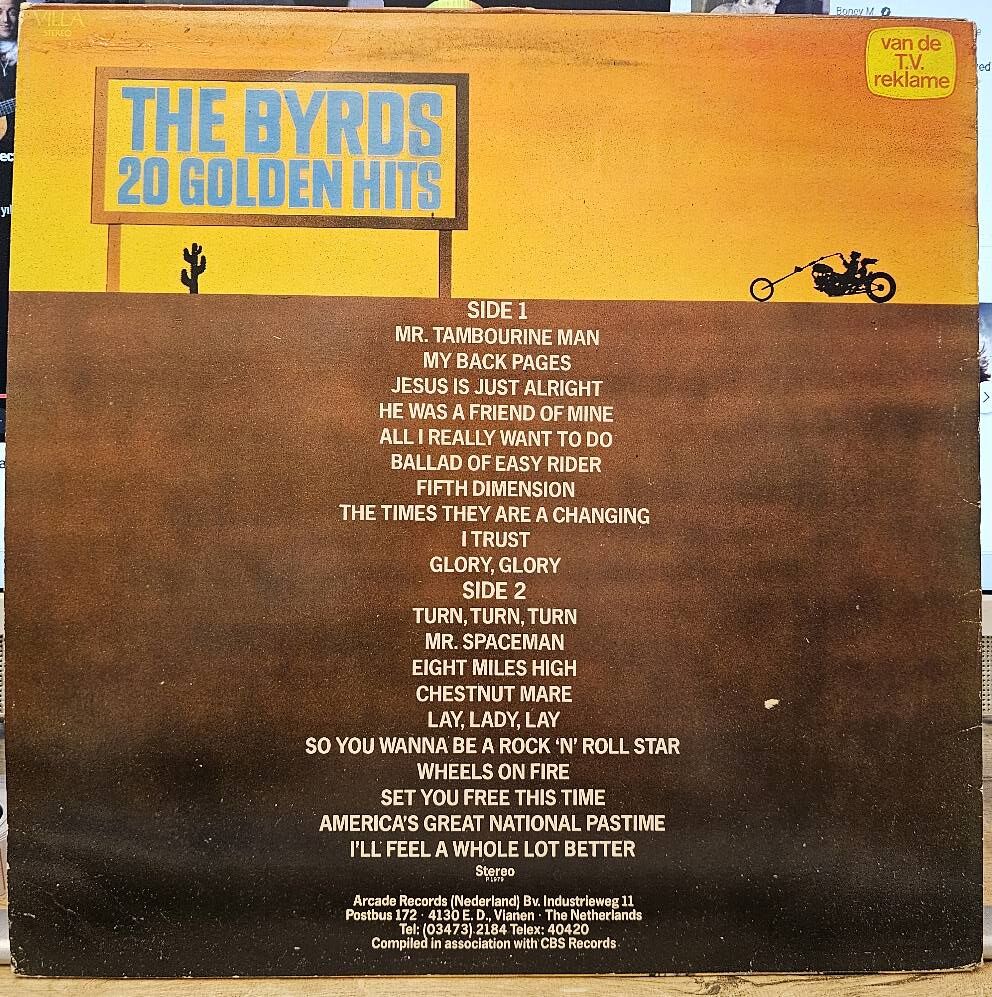 VILLA
STEREO
Boney M.
van de
T.V.
reklame
THE BYRDS
20 GOLDEN HITS
SIDE 1
MR. TAMBOURINE MAN
MY BACK PAGES
JESUS IS JUST ALRIGHT
HE WAS A FRIEND OF MINE
ALL I REALLY WANT TO DO
BALLAD OF EASY RIDER
FIFTH DIMENSION
THE TIMES THEY ARE A CHANGING
I TRUST
GLORY, GLORY
SIDE 2
TURN, TURN, TURN
MR. SPACEMAN
EIGHT MILES HIGH
CHESTNUT MARE
LAY, LADY, LAY
SO YOU WANNA BE A ROCK ‘N’ ROLL STAR
WHEELS ON FIRE
SET YOU FREE THIS TIME
AMERICA'S GREAT NATIONAL PASTIME
I'LL FEEL A WHOLE LOT BETTER
Stereo
P 1979
Arcade Records (Nederland) Bv. Industrieweg 11
Postbus 172 · 4130 E. D., Vianen · The Netherlands
Tel: (03473) 2184 Telex: 40420
Compiled in association with CBS Records